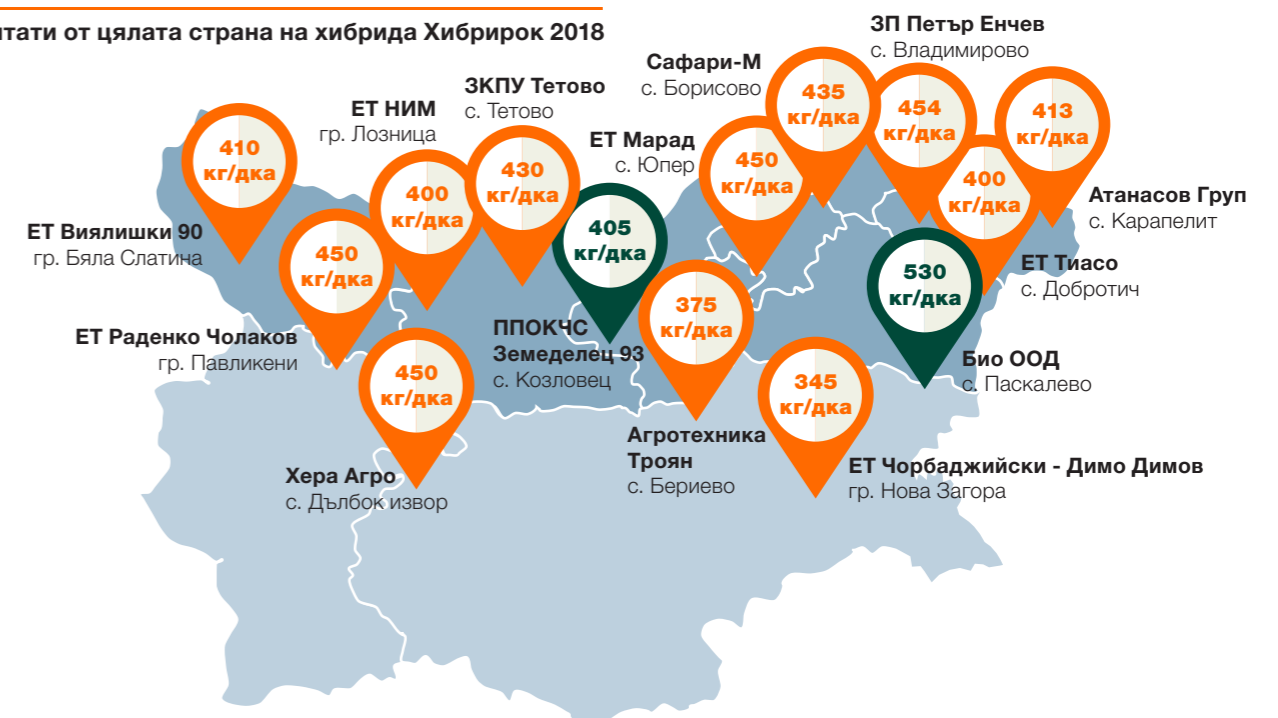 тати от цялата страна на хибрида Хибрирок 2018
ЗП Петър Енчев
с. Владимирово
Сафари-М
с. Борисово
ЗКПУ Тетово
с. Тетово
ЕТ НИМ
гр. Лозница
ЕТ Марад
с. Юпер
410
кг/дка
400
кг/дка
430
кг/дка
450
кг/дка
435
кг/дка
454
кг/дка
413
кг/дка
400
кг/дка
Атанасов Груп
с. Карапелит
ЕТ Виялишки 90
гр. Бяла Слатина
450
кг/дка
405
кг/дка
530
кг/дка
ЕТ Тиасо
с. Добротич
375
кг/дка
ЕТ Раденко Чолаков
гр. Павликени
ППОКЧС
Земеделец 93
с. Козловец
Био ООД
с. Паскалево
450
кг/дка
345
кг/дка
Агротехника
Троян
с. Бериево
Хера Агро
с. Дълбок извор
ЕТ Чорбаджийски - Димо Димов
гр. Нова Загора